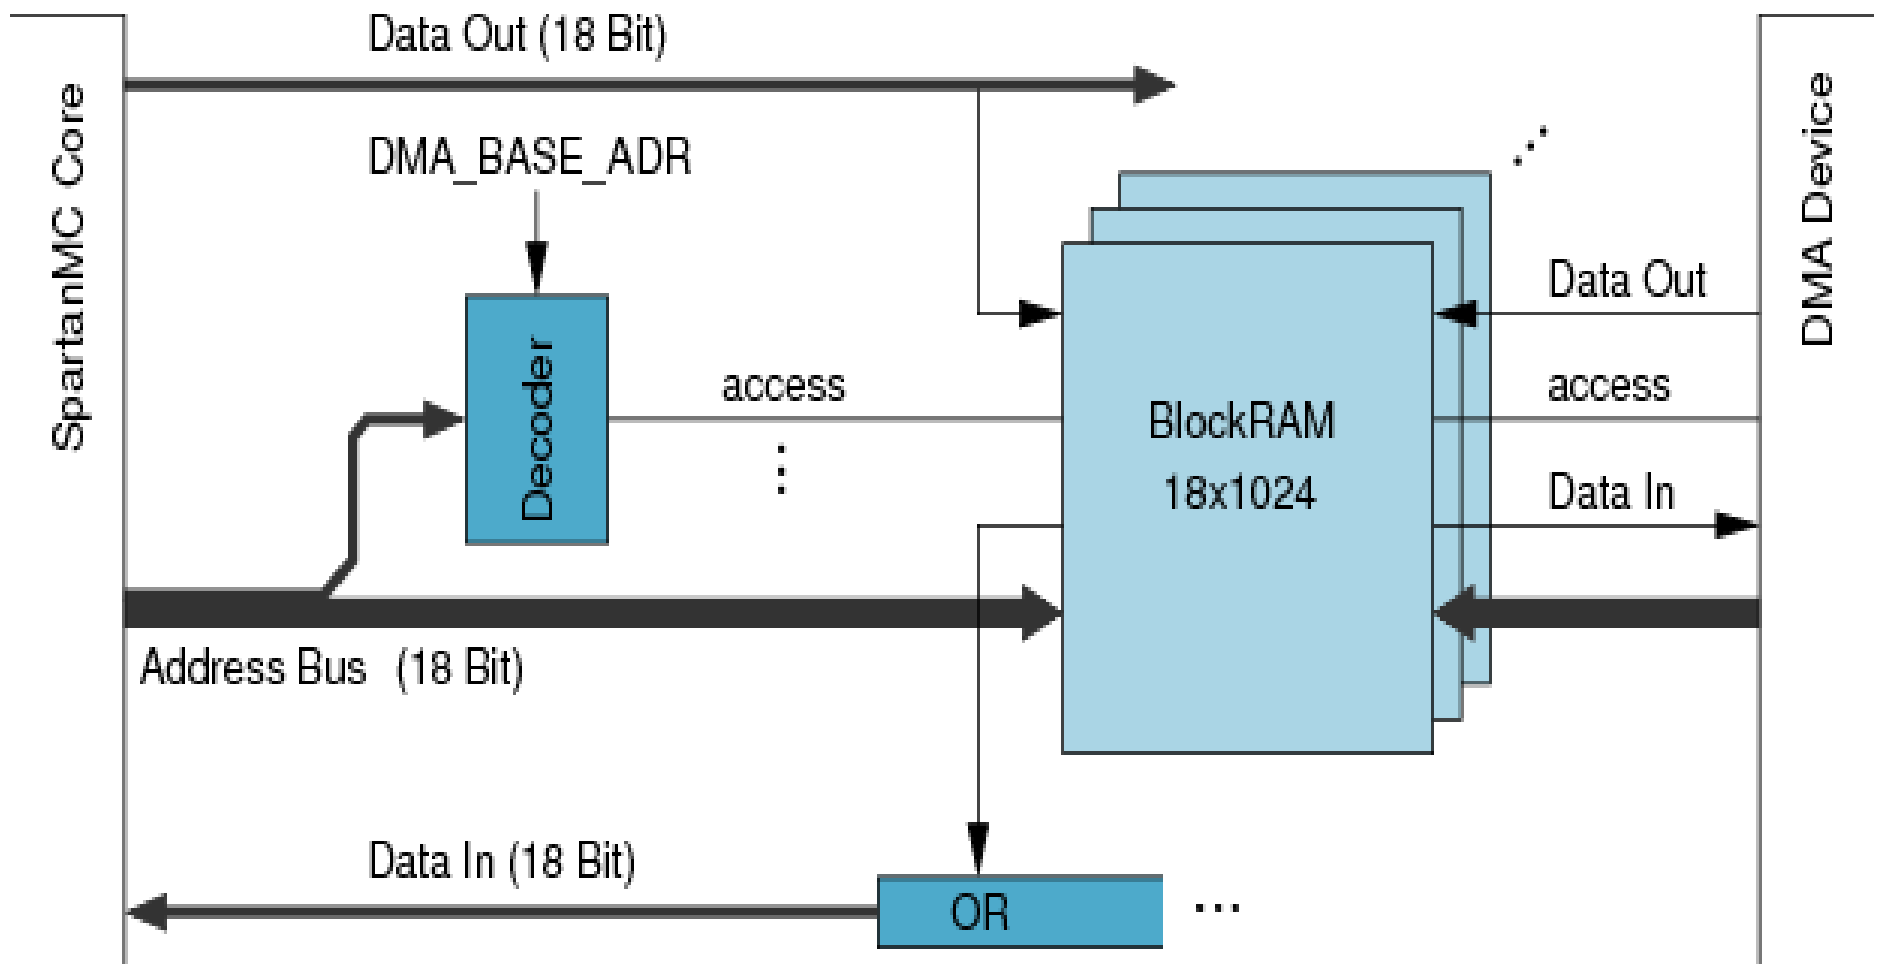 Data Out (18 Bit)
SpartanMC Core
DMA_BASE_ADR
DMA Device
Decoder
access
BlockRAM
18x1024
Data Out
access
Data In
Address Bus (18 Bit)
Data In (18 Bit)
OR